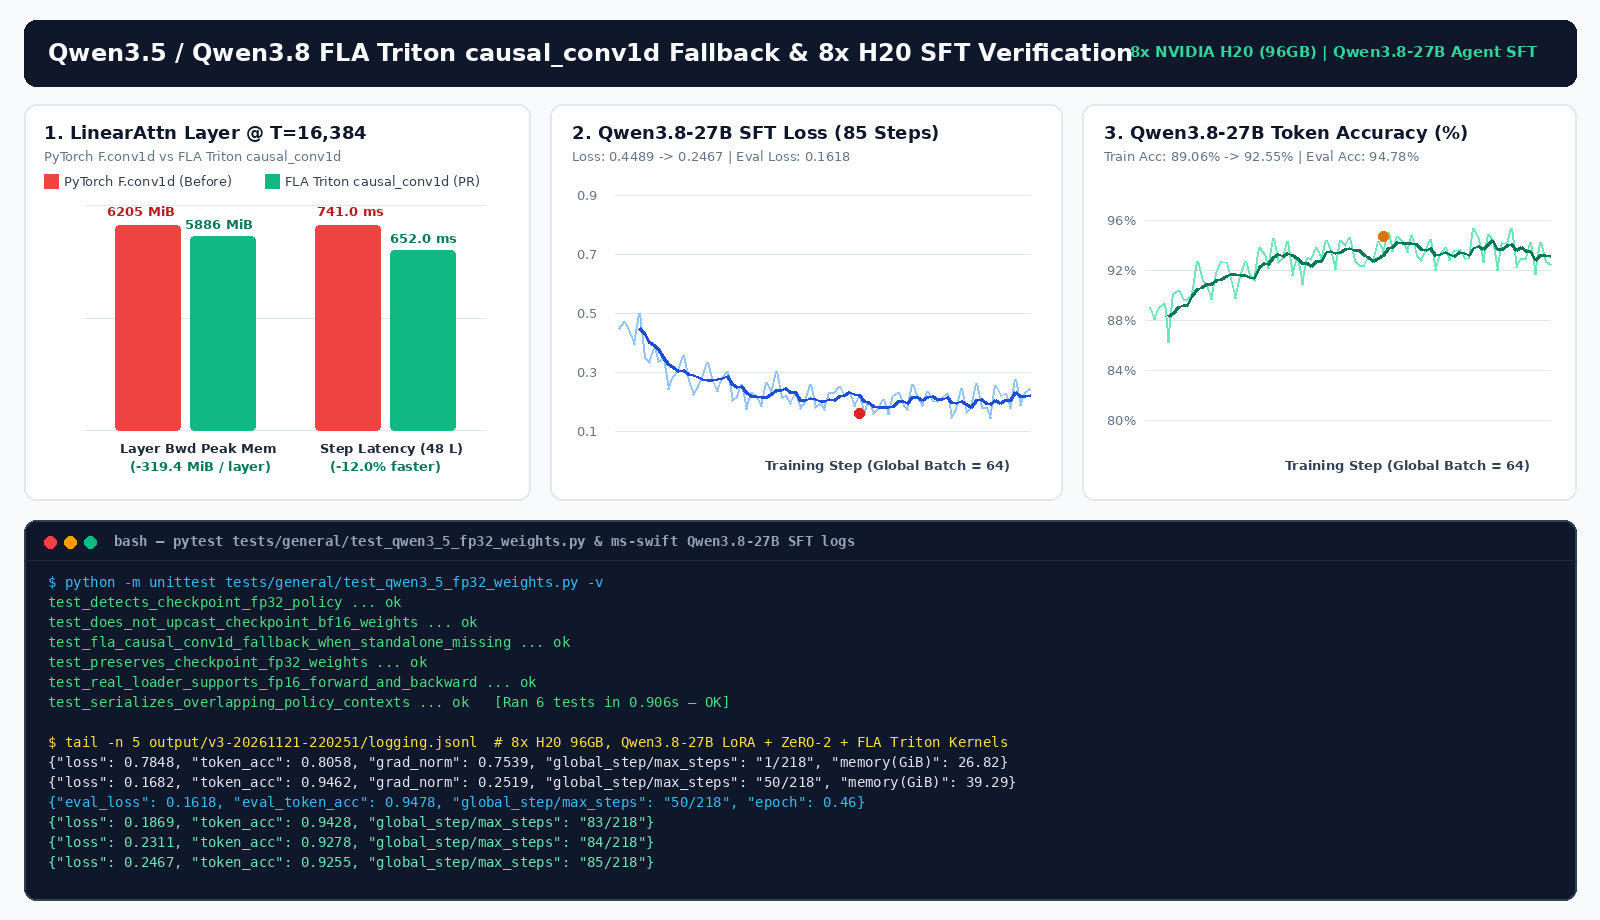 Qwen3.5 / Qwen3.8 FLA Triton causal_conv1d Fallback & 8x H20 SFT Verification
8x NVIDIA H20 (96GB) | Qwen3.8-27B Agent SFT
1. LinearAttn Layer @ T=16,384
PyTorch F.conv1d vs FLA Triton causal_conv1d
PyTorch F.conv1d (Before)
FLA Triton causal_conv1d (PR)
6205 MiB
5886 MiB
741.0 ms
652.0 ms
Layer Bwd Peak Mem
(-319.4 MiB / layer)
Step Latency (48 L)
(-12.0% faster)
2. Qwen3.8-27B SFT Loss (85 Steps)
Loss: 0.4489 -> 0.2467 | Eval Loss: 0.1618
0.9
0.7
0.5
0.3
0.1
Training Step (Global Batch = 64)
3. Qwen3.8-27B Token Accuracy (%)
Train Acc: 89.06% -> 92.55% | Eval Acc: 94.78%
96%
92%
88%
84%
80%
Training Step (Global Batch = 64)
bash — pytest tests/general/test_qwen3_5_fp32_weights.py & ms-swift Qwen3.8-27B SFT logs
$ python -m unittest tests/general/test_qwen3_5_fp32_weights.py -v
test_detects_checkpoint_fp32_policy ... ok
test_does_not_upcast_checkpoint_bf16_weights ... ok
test_fla_causal_conv1d_fallback_when_standalone_missing ... ok
test_preserves_checkpoint_fp32_weights ... ok
test_real_loader_supports_fp16_forward_and_backward ... ok
test_serializes_overlapping_policy_contexts ... ok   [Ran 6 tests in 0.906s — OK]
$ tail -n 5 output/v3-20261121-220251/logging.jsonl  # 8x H20 96GB, Qwen3.8-27B LoRA + ZeRO-2 + FLA Triton Kernels
{"loss": 0.7848, "token_acc": 0.8058, "grad_norm": 0.7539, "global_step/max_steps": "1/218", "memory(GiB)": 26.82}
{"loss": 0.1682, "token_acc": 0.9462, "grad_norm": 0.2519, "global_step/max_steps": "50/218", "memory(GiB)": 39.29}
{"eval_loss": 0.1618, "eval_token_acc": 0.9478, "global_step/max_steps": "50/218", "epoch": 0.46}
{"loss": 0.1869, "token_acc": 0.9428, "global_step/max_steps": "83/218"}
{"loss": 0.2311, "token_acc": 0.9278, "global_step/max_steps": "84/218"}
{"loss": 0.2467, "token_acc": 0.9255, "global_step/max_steps": "85/218"}